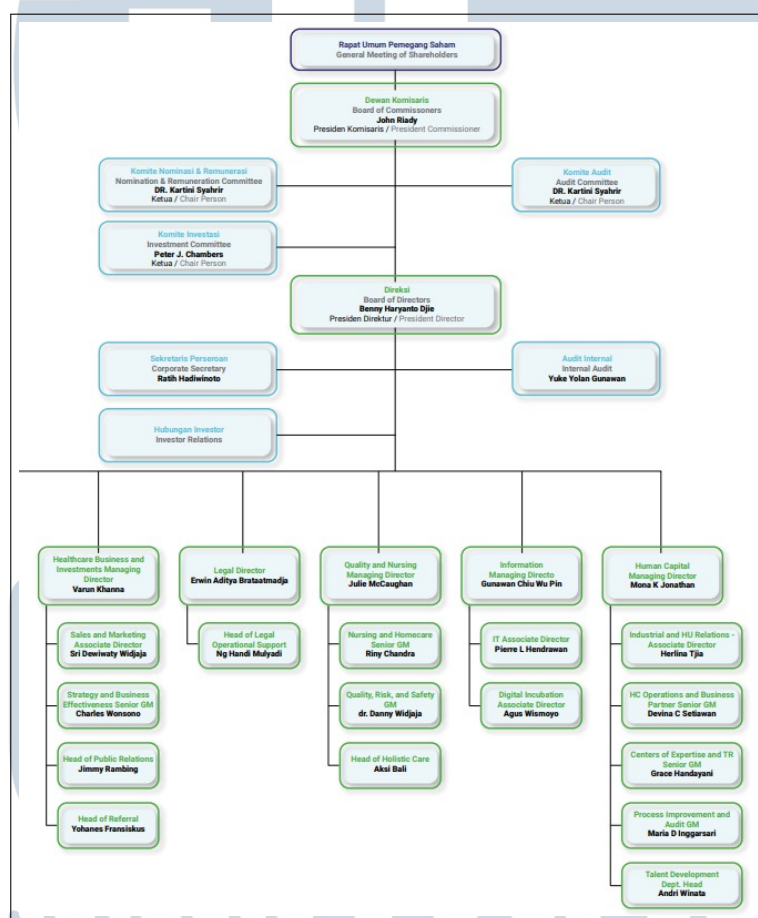 Rapat Umum Pemegang Saham
General Meeting of Shareholders
Dewan Komisaris
Board of Commissoners
John Riady
Presiden Komisaris / President Commissioner
Komite Nominasi & Remunerasi
Nomination & Remuneration Committee
DR. Kartini Syahrir
Ketua / Chair Person
Komite Audit
Audit Committee
DR. Kartini Syahrir
Ketua / Chair Person
Komite Investasi
Investment Committee
Peter J. Chambers
Ketua / Chair Person
Direksi
Board of Directors
Benny Haryanto Djie
Presiden Direktur / President Director
Sekretaris Perseroan
Corporate Secretary
Ratih Hadiwinoto
Audit Internal
Internal Audit
Yuke Yolan Gunawan
Hubungan Investor
Investor Relations
Healthcare Business and
Investments Managing
Director
Varun Khanna
Sales and Marketing
Associate Director
Sri Dewiwaty Widjaja
Strategy and Business
Effectiveness Senior GM
Charles Wonsono
Head of Public Relations
Jimmy Rambing
Head of Referral
Yohanes Fransiskus
Legal Director
Erwin Aditya Brataatmadja
Head of Legal
Operational Support
Ng Handi Mulyadi
Quality and Nursing
Managing Director
Julie McCaughan
Nursing and Homecare
Senior GM
Riny Chandra
Quality, Risk, and Safety
GM
dr. Danny Widjaja
Head of Holistic Care
Aksi Bali
Information
Managing Directo
Gunawan Chiu Wu Pin
IT Associate Director
Pierre L Hendrawan
Digital Incubation
Associate Director
Agus Wismoyo
Human Capital
Managing Director
Mona K Jonathan
Industrial and HU Relations -
Associate Director
Herlina Tjia
HC Operations and Business
Partner Senior GM
Devina C Setiawan
Centers of Expertise and TR
Senior GM
Grace Handayani
Process Improvement and
Audit GM
Maria D Inggarsari
Talent Development
Dept. Head
Andri Winata